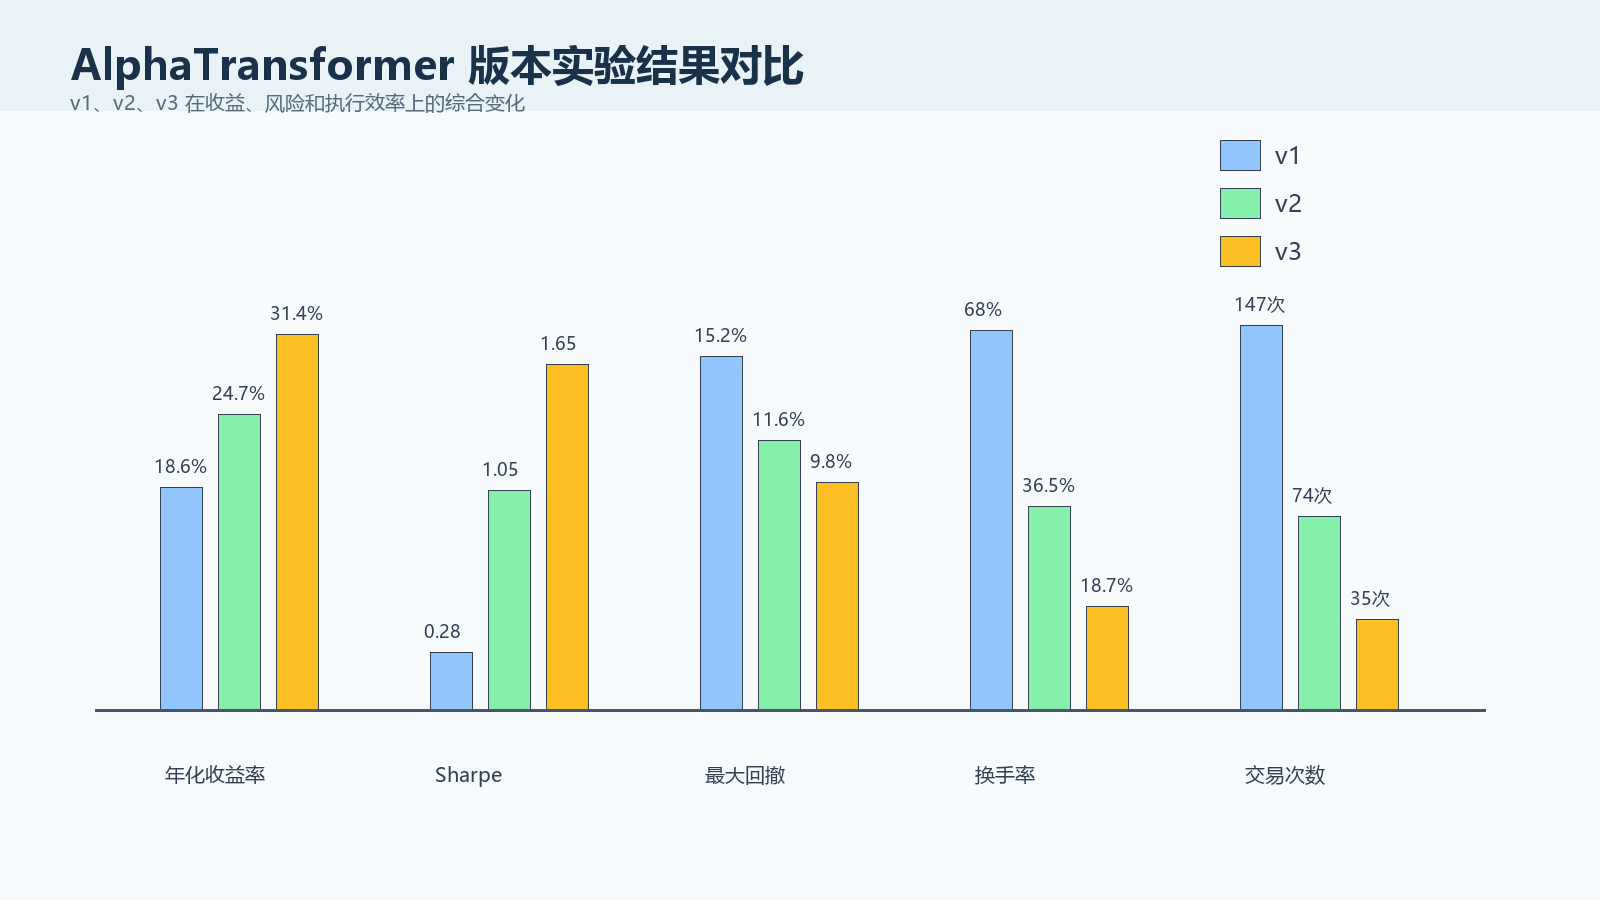 AlphaTransformer 版本实验结果对比
v1、v2、v3 在收益、风险和执行效率上的综合变化
v1
v2
v3
18.6%
24.7%
31.4%
0.28
1.05
1.65
15.2%
11.6%
9.8%
68%
36.5%
18.7%
147次
74次
35次
年化收益率
Sharpe
最大回撤
换手率
交易次数